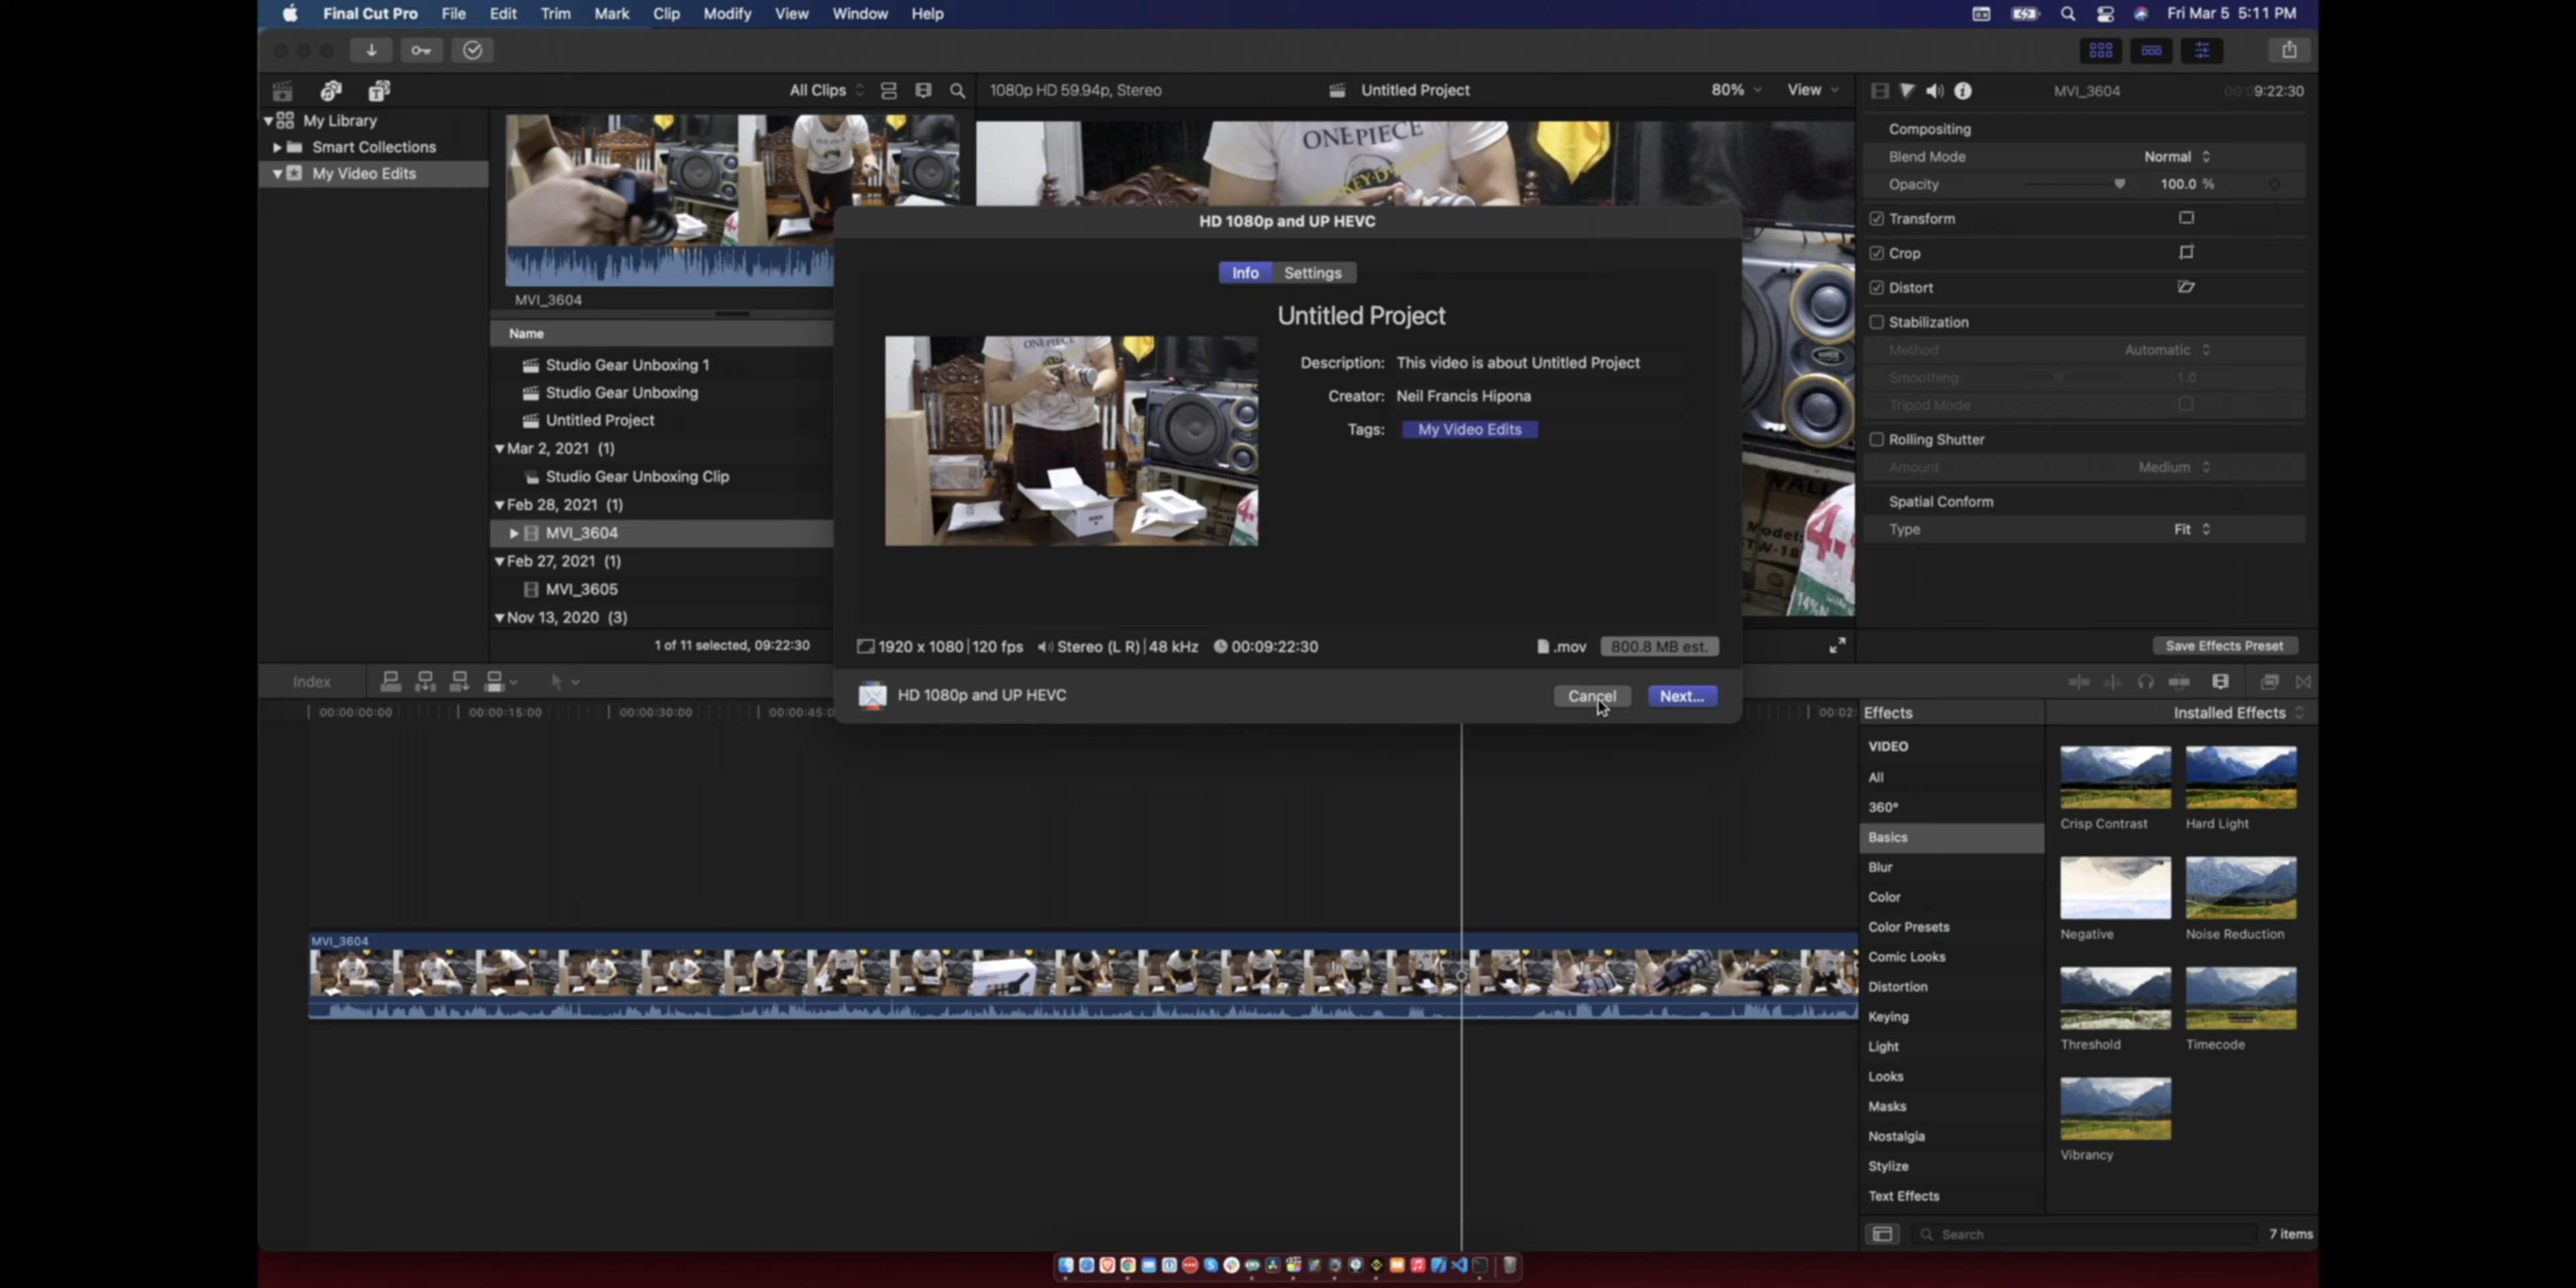 Final Cut Pro File Edit Trim Mark Clip Modify View Window Help Fri Mar 5 5:11 PM
All Clips 1080p HD 59.94p, Stereo Untitled Project 80% View MVI_3604 00:09:22:30
My Library
Smart Collections
My Video Edits
MVI_3604
Name
Studio Gear Unboxing 1
Studio Gear Unboxing
Untitled Project
Mar 2, 2021 (1)
Studio Gear Unboxing Clip
Feb 28, 2021 (1)
MVI_3604
Feb 27, 2021 (1)
MVI_3605
Nov 13, 2020 (3)
1 of 11 selected, 09:22:30
ONEPIECE
HD 1080p and UP HEVC
Info Settings
Untitled Project
Description: This video is about Untitled Project
Creator: Neil Francis Hipona
Tags: My Video Edits
1920 x 1080 | 120 fps Stereo (L R) | 48 kHz 00:09:22:30 .mov 800.8 MB est.
HD 1080p and UP HEVC Cancel Next...
Compositing
Blend Mode Normal
Opacity 100.0 %
Transform
Crop
Distort
Stabilization
Method Automatic
Smoothing 1.0
Tripod Mode
Rolling Shutter
Amount Medium
Spatial Conform
Type Fit
Save Effects Preset
Index
00:00:00:00 00:00:15:00 00:00:30:00 00:00:45:0 00:02:
MVI_3604
Effects Installed Effects
VIDEO
All
360°
Basics
Blur
Color
Color Presets
Comic Looks
Distortion
Keying
Light
Looks
Masks
Nostalgia
Stylize
Text Effects
Crisp Contrast Hard Light
Negative Noise Reduction
Threshold Timecode
Vibrancy
Search 7 items